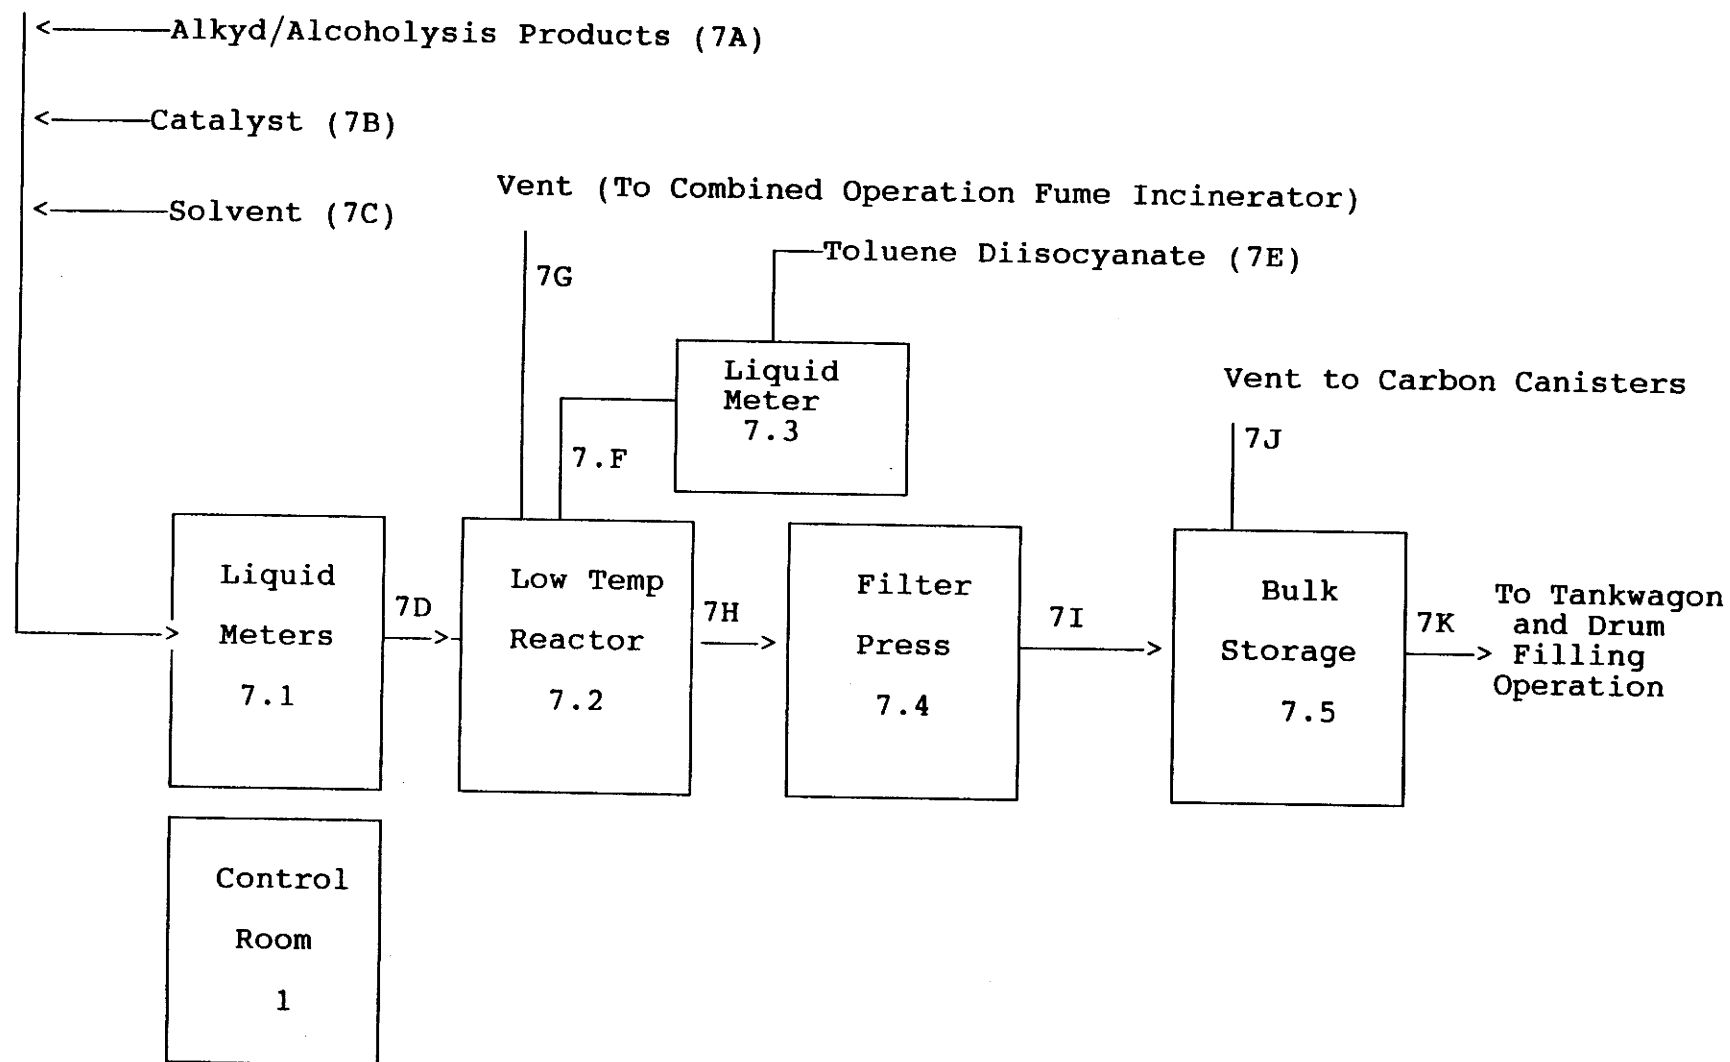 Alkyd/Alcoholysis Products (7A)
Catalyst (7B)
Solvent (7C)
Vent (To Combined Operation Fume Incinerator)
7G
Toluene Diisocyanate (7E)
Liquid
Meter
7.3
7.F
Vent to Carbon Canisters
7J
Liquid
Meters
7.1
7D
Low Temp
Reactor
7.2
7H
Filter
Press
7.4
7I
Bulk
Storage
7.5
7K
To Tankwagon
and Drum
Filling
Operation
Control
Room
1